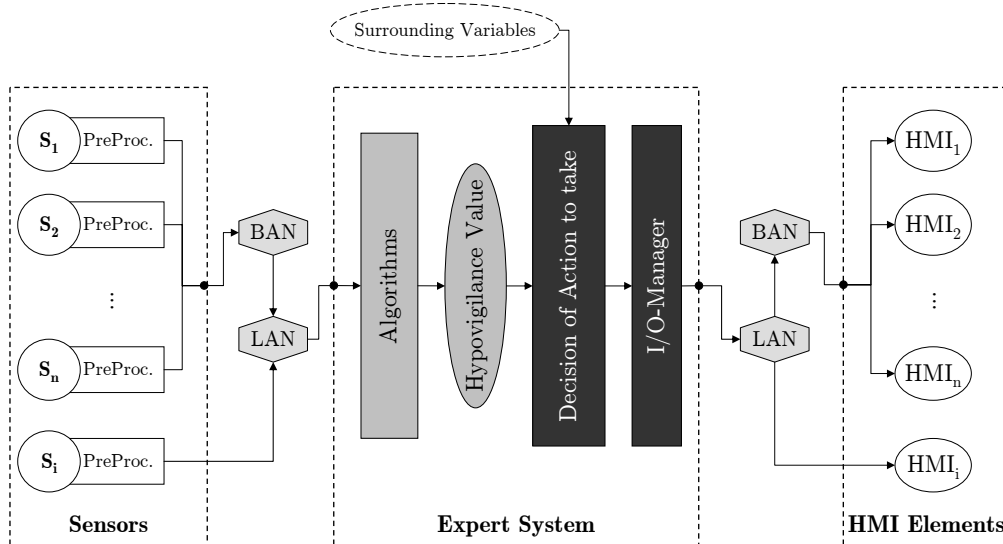 Surrounding Variables
S1
PreProc.
S2
PreProc.
...
Sn
PreProc.
Si
PreProc.
Sensors
BAN
LAN
Algorithms
Hypovigilance Value
Decision of Action to take
I/O-Manager
Expert System
BAN
LAN
HMI1
HMI2
...
HMIn
HMIi
HMI Elements